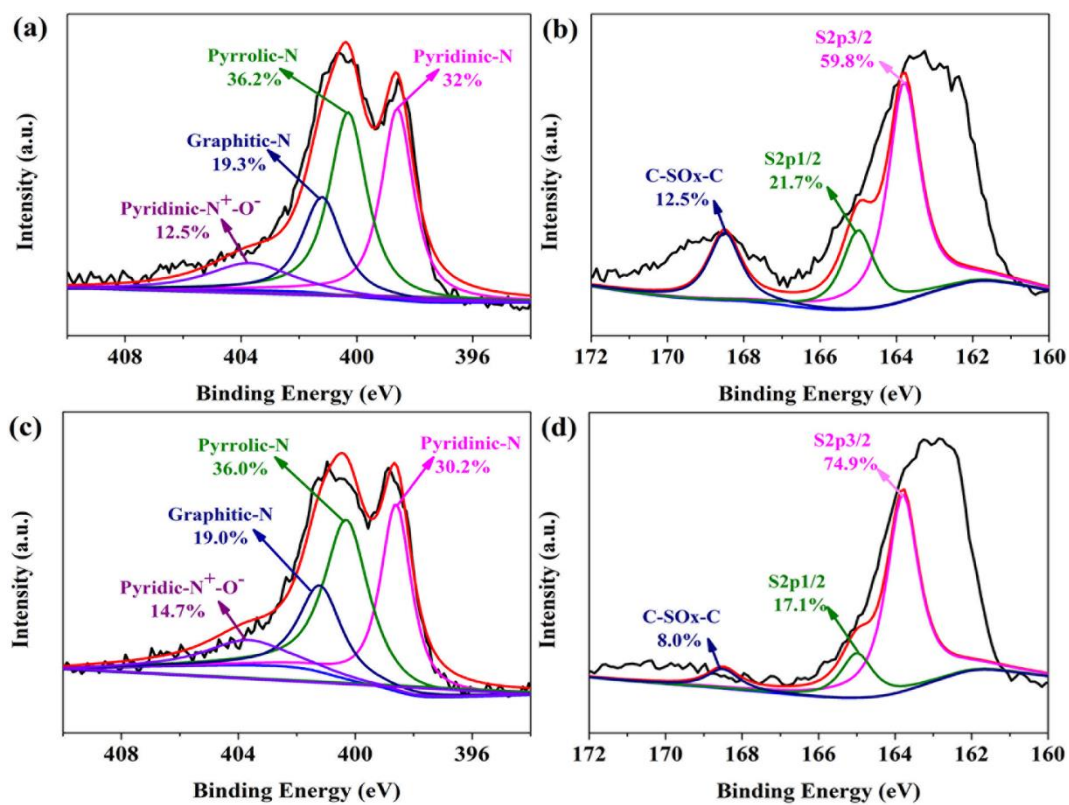 (a)
Pyrrolic-N
36.2%
Pyridinic-N
32%
Graphitic-N
19.3%
Pyridinic-N⁺-O⁻
12.5%
Intensity (a.u.)
408 404 400 396
Binding Energy (eV)
(b)
S2p3/2
59.8%
C-SOx-C
12.5%
S2p1/2
21.7%
Intensity (a.u.)
172 170 168 166 165 164 162 160
Binding Energy (eV)
(c)
Pyrrolic-N
36.0%
Pyridinic-N
30.2%
Graphitic-N
19.0%
Pyridic-N⁺-O⁻
14.7%
Intensity (a.u.)
408 404 400 396
Binding Energy (eV)
(d)
S2p3/2
74.9%
S2p1/2
17.1%
C-SOx-C
8.0%
Intensity (a.u.)
172 170 168 166 165 164 162 160
Binding Energy (eV)